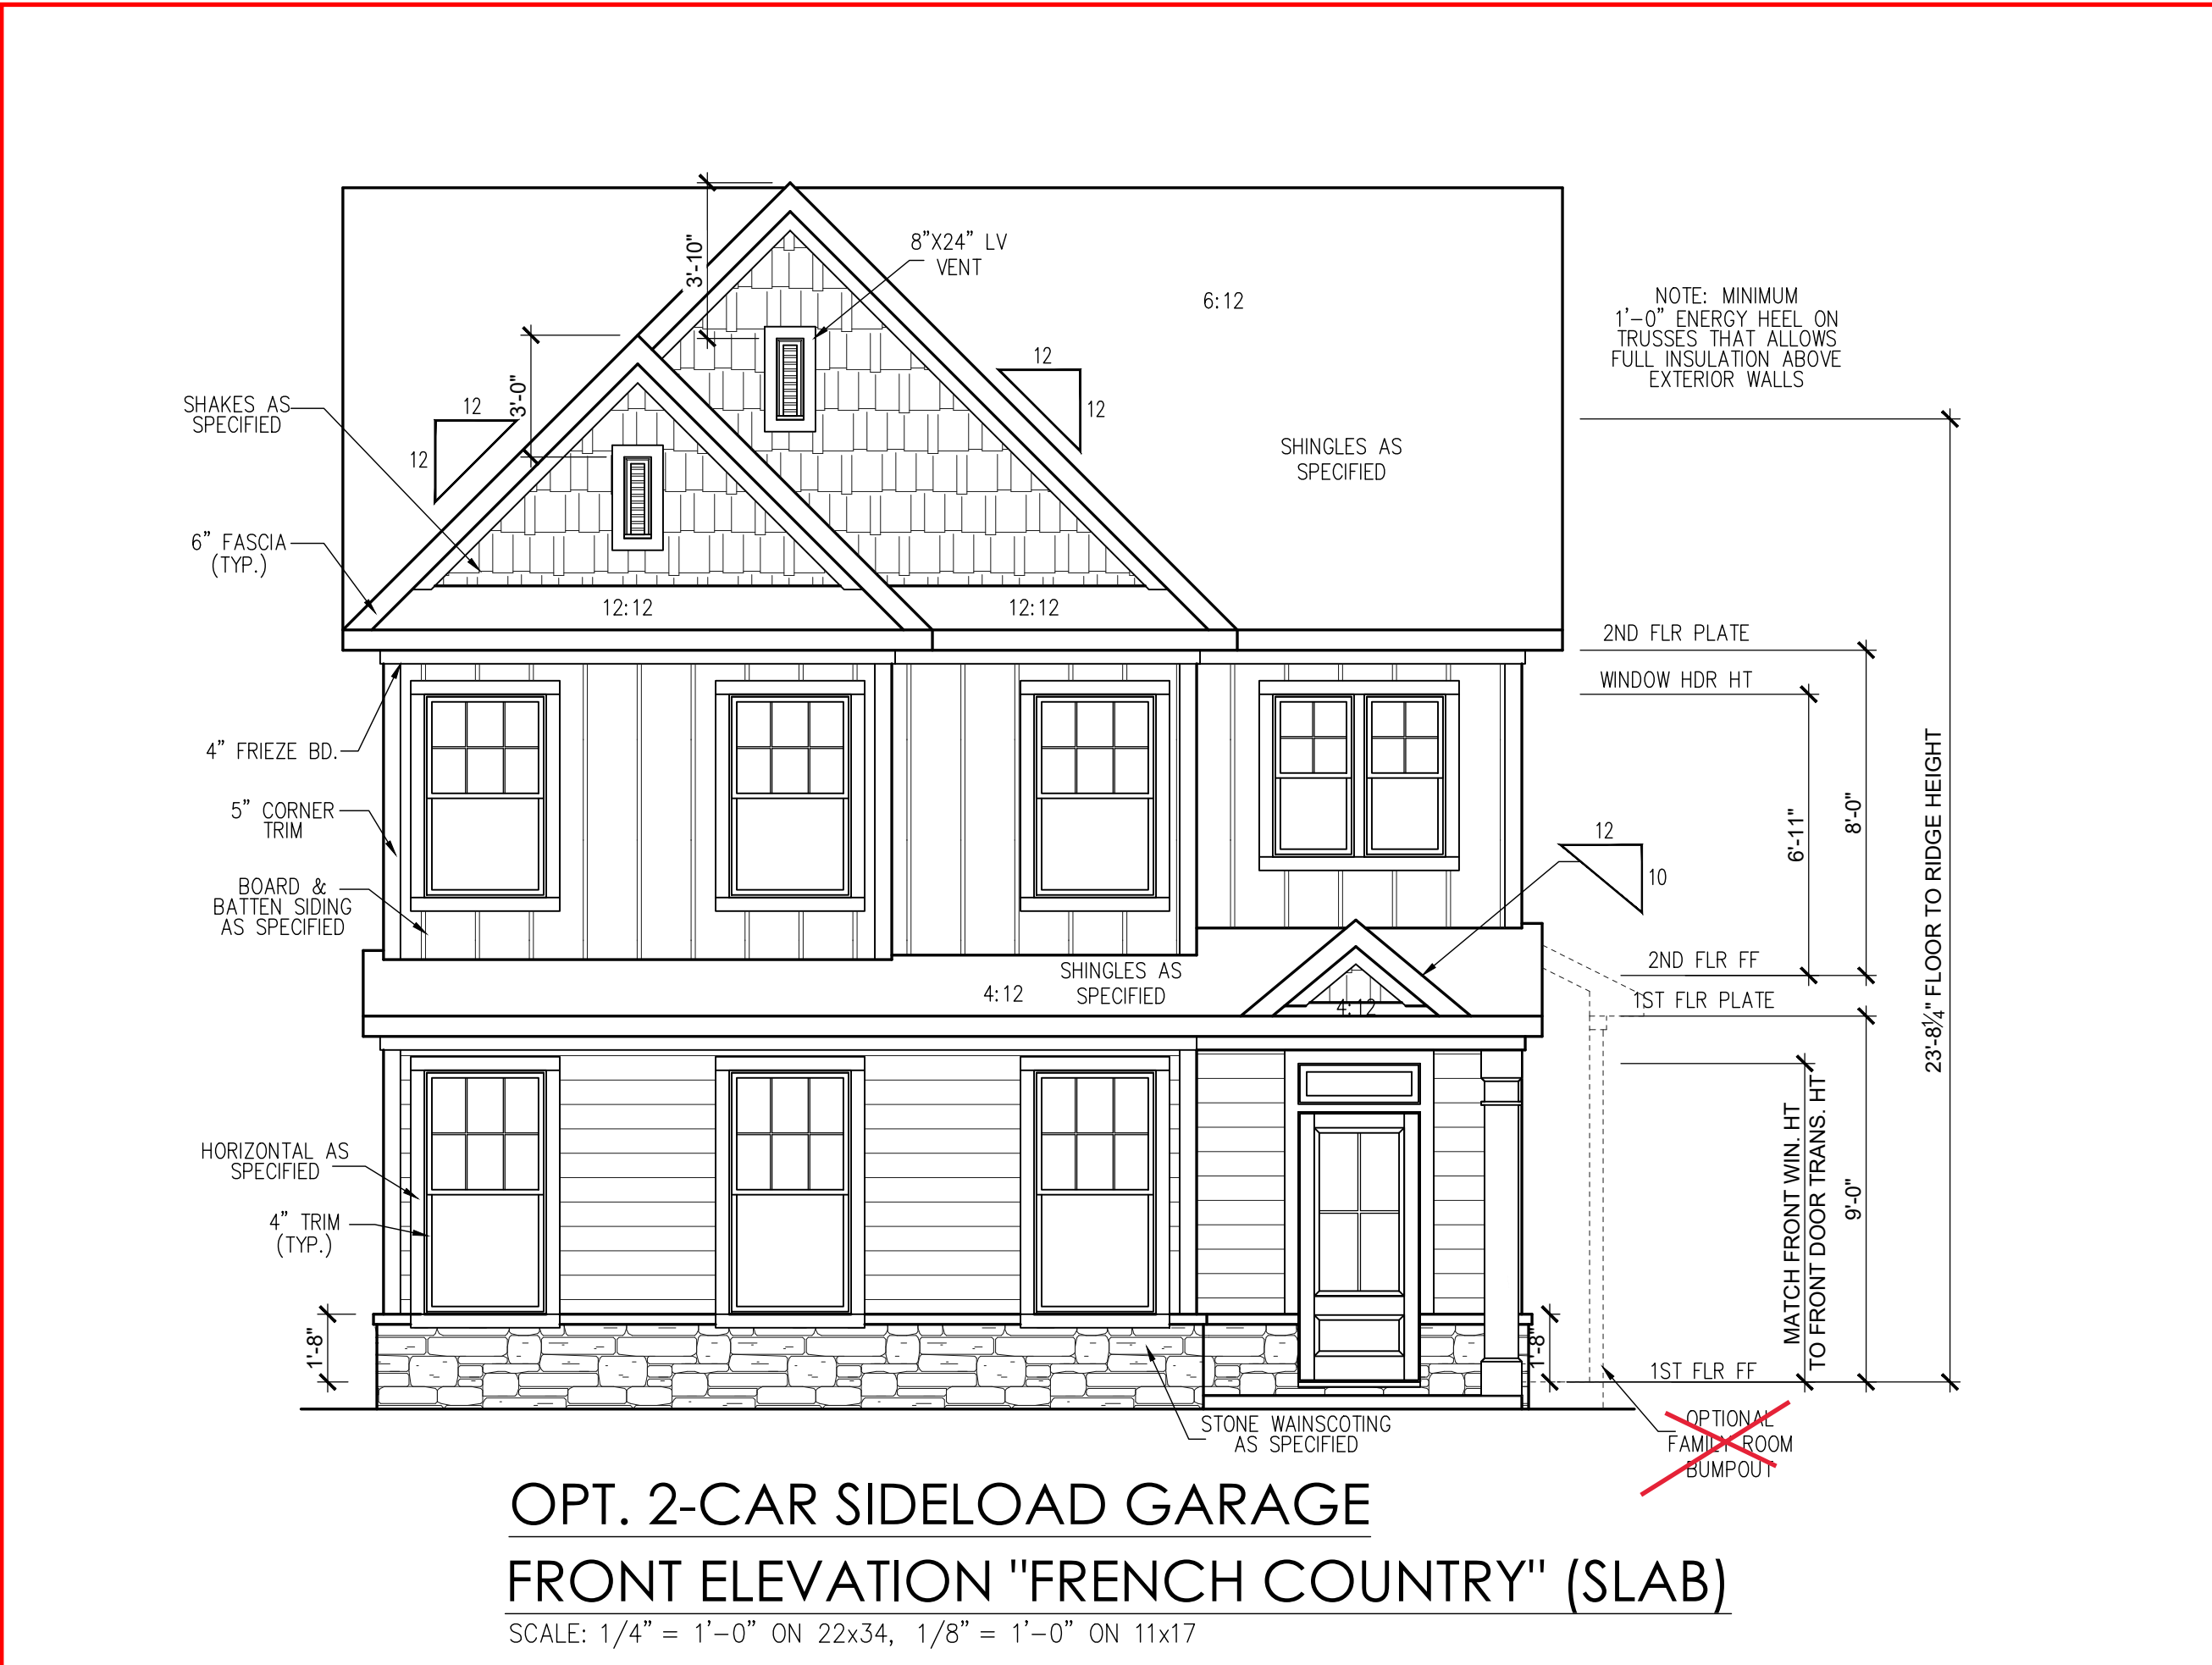 3'-10"
8"X24" LV
VENT
6:12
NOTE: MINIMUM
1'-0" ENERGY HEEL ON
TRUSSES THAT ALLOWS
FULL INSULATION ABOVE
EXTERIOR WALLS
12
12
3'-0"
12
12
SHAKES AS
SPECIFIED
SHINGLES AS
SPECIFIED
6" FASCIA
(TYP.)
12:12
12:12
2ND FLR PLATE
WINDOW HDR HT
4" FRIEZE BD.
5" CORNER
TRIM
BOARD &
BATTEN SIDING
AS SPECIFIED
6'-11"
8'-0"
23'-8¼" FLOOR TO RIDGE HEIGHT
12
10
2ND FLR FF
SHINGLES AS
SPECIFIED
4:12
4:12
1ST FLR PLATE
HORIZONTAL AS
SPECIFIED
4" TRIM
(TYP.)
MATCH FRONT WIN. HT
TO FRONT DOOR TRANS. HT
9'-0"
1'-8"
1'-8"
1ST FLR FF
STONE WAINSCOTING
AS SPECIFIED
OPTIONAL
FAMILY ROOM
BUMPOUT
OPT. 2-CAR SIDELOAD GARAGE
FRONT ELEVATION "FRENCH COUNTRY" (SLAB)
SCALE: 1/4" = 1'-0" ON 22x34, 1/8" = 1'-0" ON 11x17